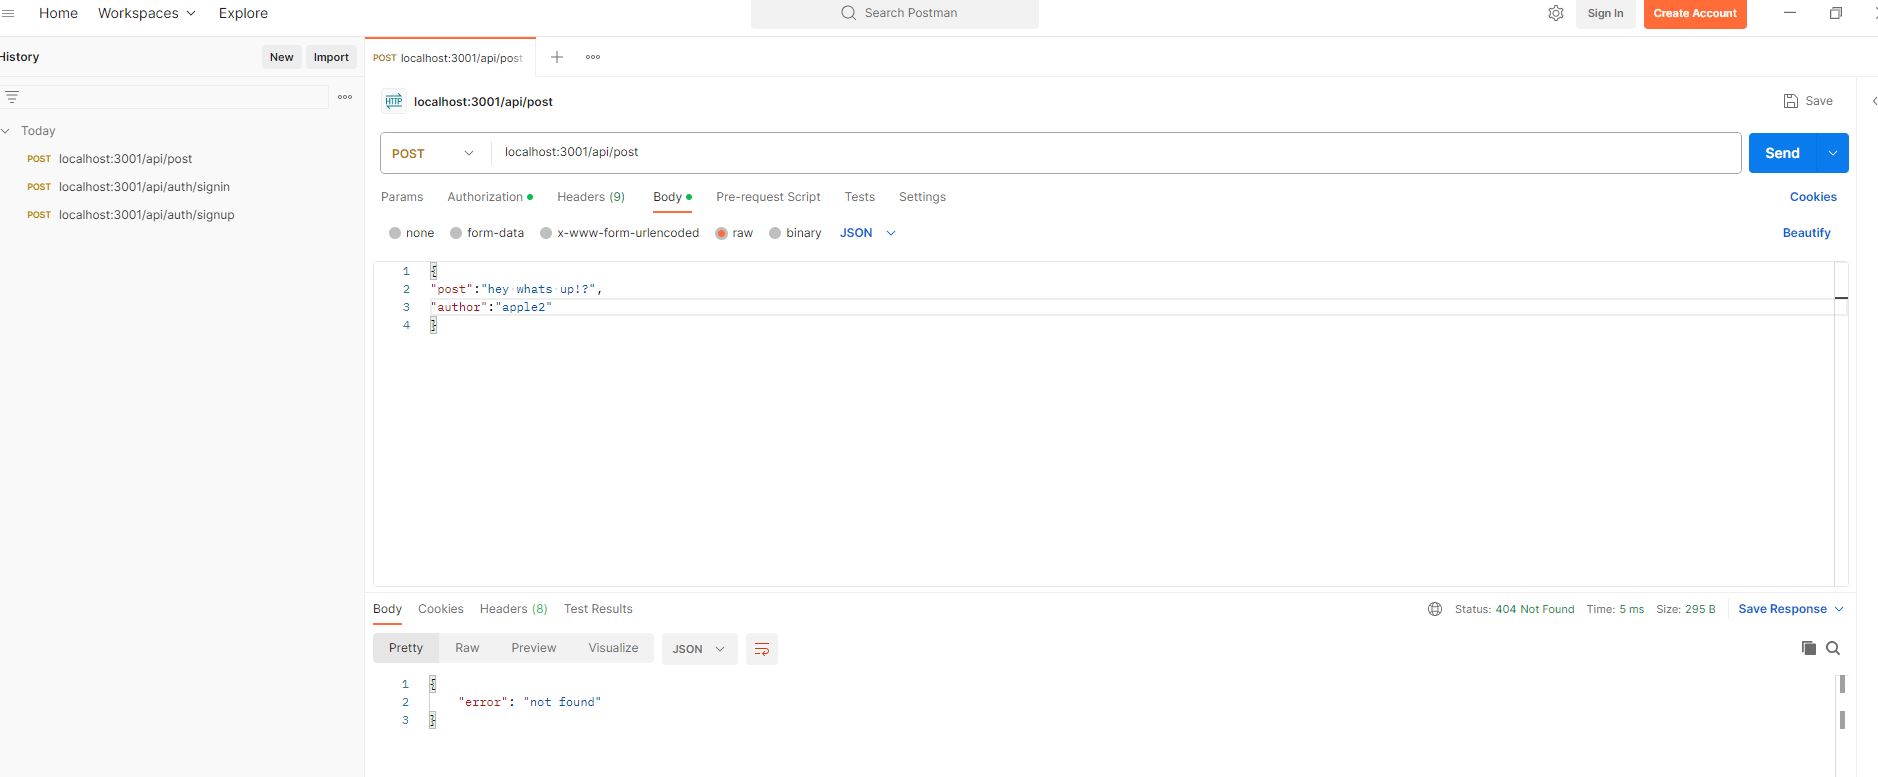 Home Workspaces Explore Search Postman Sign In Create Account
History New Import POST localhost:3001/api/post
HTTP localhost:3001/api/post Save
Today
POST localhost:3001/api/post
POST localhost:3001/api/auth/signin
POST localhost:3001/api/auth/signup
POST localhost:3001/api/post Send
Params Authorization Headers (9) Body Pre-request Script Tests Settings Cookies
none form-data x-www-form-urlencoded raw binary JSON Beautify
1 {
2 "post":"hey whats up!?",
3 "author":"apple2"
4 }
Body Cookies Headers (8) Test Results Status: 404 Not Found Time: 5 ms Size: 295 B Save Response
Pretty Raw Preview Visualize JSON
1 {
2 "error": "not found"
3 }